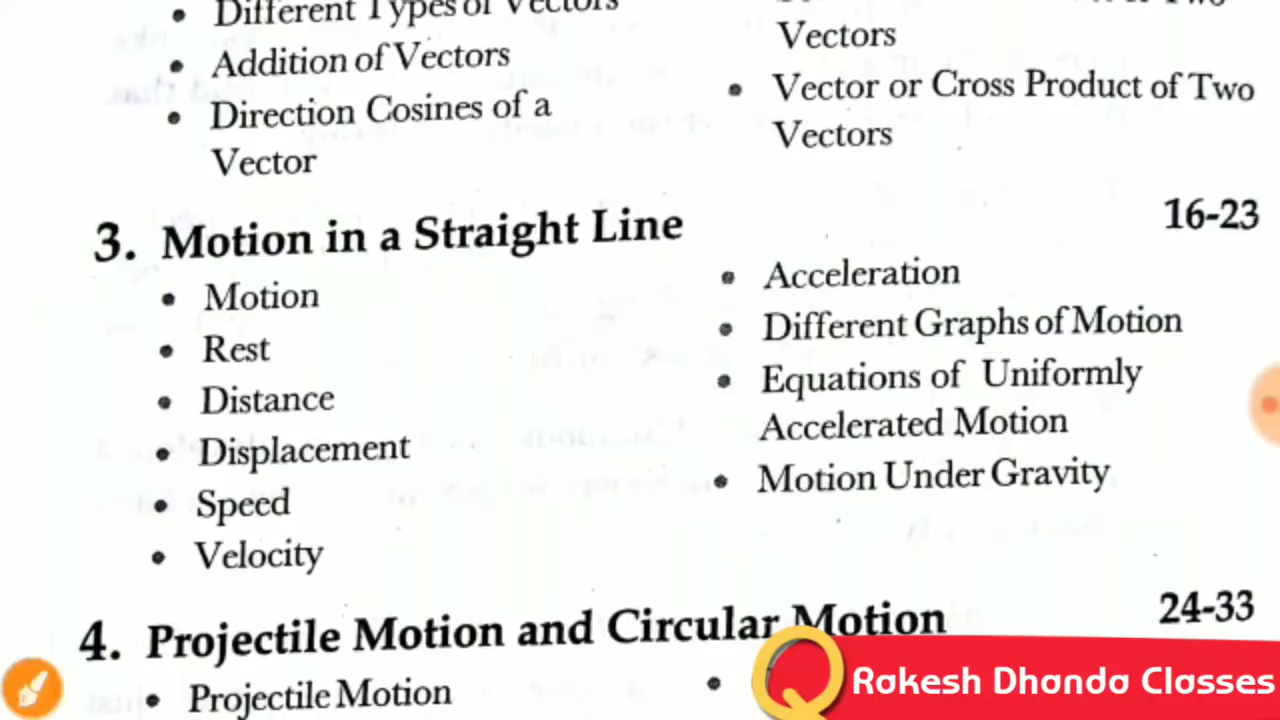 • Different Types of Vectors
• Addition of Vectors
• Direction Cosines of a
Vector
Two
Vectors
• Vector or Cross Product of Two
Vectors
3. Motion in a Straight Line 16-23
• Motion
• Rest
• Distance
• Displacement
• Speed
• Velocity
• Acceleration
• Different Graphs of Motion
• Equations of Uniformly
Accelerated Motion
• Motion Under Gravity
4. Projectile Motion and Circular Motion 24-33
• Projectile Motion
•
Rakesh Dhanda Classes